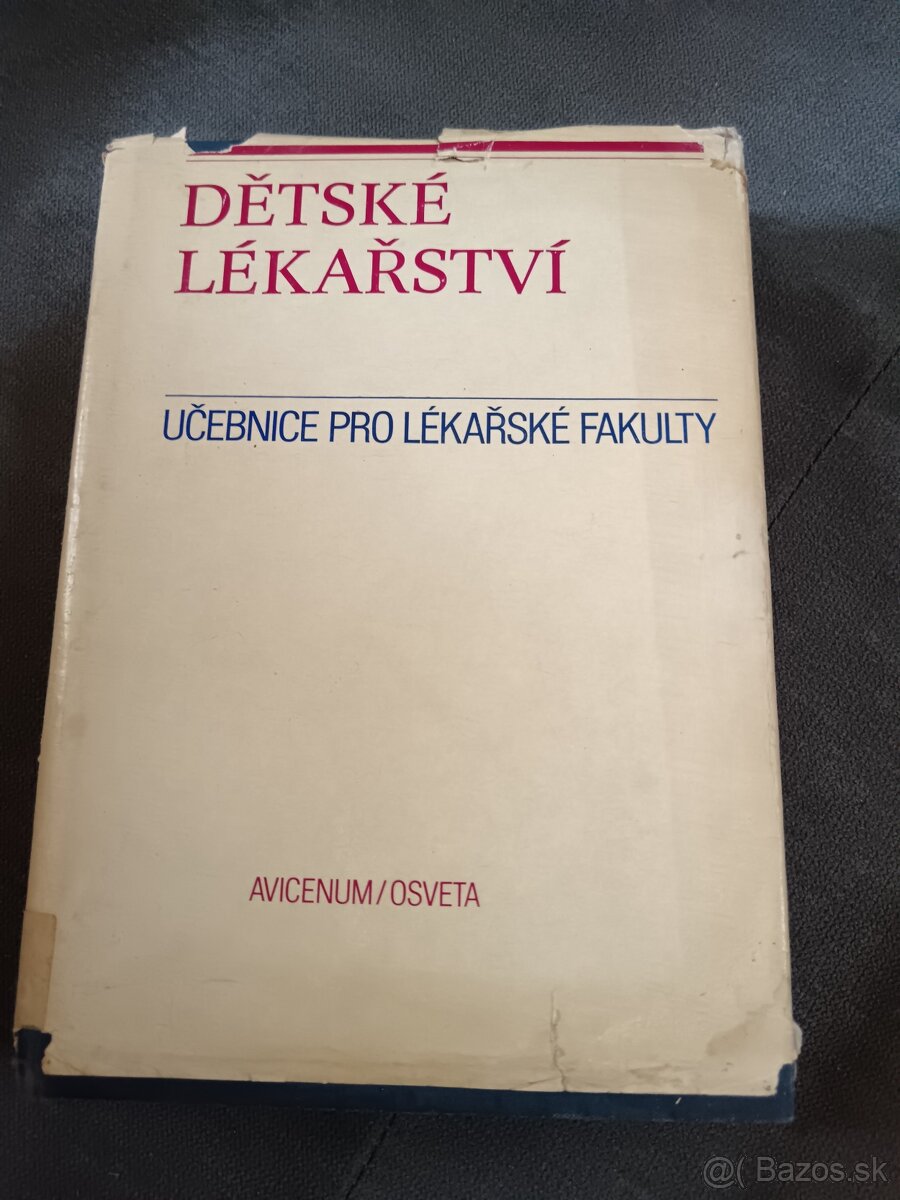 DĚTSKÉ
LÉKAŘSTVÍ
UČEBNICE PRO LÉKAŘSKÉ FAKULTY
AVICENUM/OSVETA
@( Bazos.sk